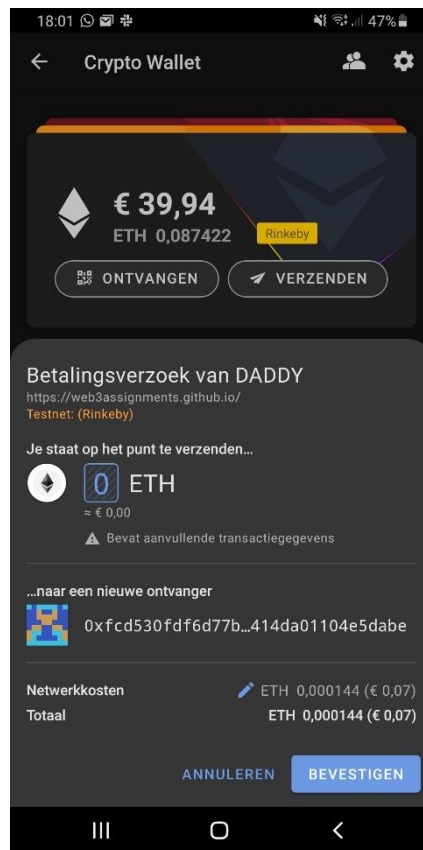 18:01 47%
Crypto Wallet
€ 39,94
ETH 0,087422 Rinkeby
ONTVANGEN VERZENDEN
Betalingsverzoek van DADDY
https://web3assignments.github.io/
Testnet: (Rinkeby)
Je staat op het punt te verzenden...
0 ETH
≈ € 0,00
Bevat aanvullende transactiegegevens
...naar een nieuwe ontvanger
0xfcd530fdf6d77b…414da01104e5dabe
Netwerkkosten ETH 0,000144 (€ 0,07)
Totaal ETH 0,000144 (€ 0,07)
ANNULEREN BEVESTIGEN